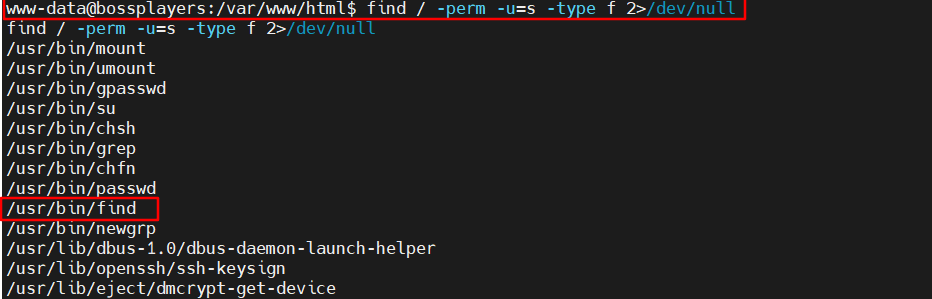 www-data@bossplayers:/var/www/html$ find / -perm -u=s -type f 2>/dev/null
find / -perm -u=s -type f 2>/dev/null
/usr/bin/mount
/usr/bin/umount
/usr/bin/gpasswd
/usr/bin/su
/usr/bin/chsh
/usr/bin/grep
/usr/bin/chfn
/usr/bin/passwd
/usr/bin/find
/usr/bin/newgrp
/usr/lib/dbus-1.0/dbus-daemon-launch-helper
/usr/lib/openssh/ssh-keysign
/usr/lib/eject/dmcrypt-get-device